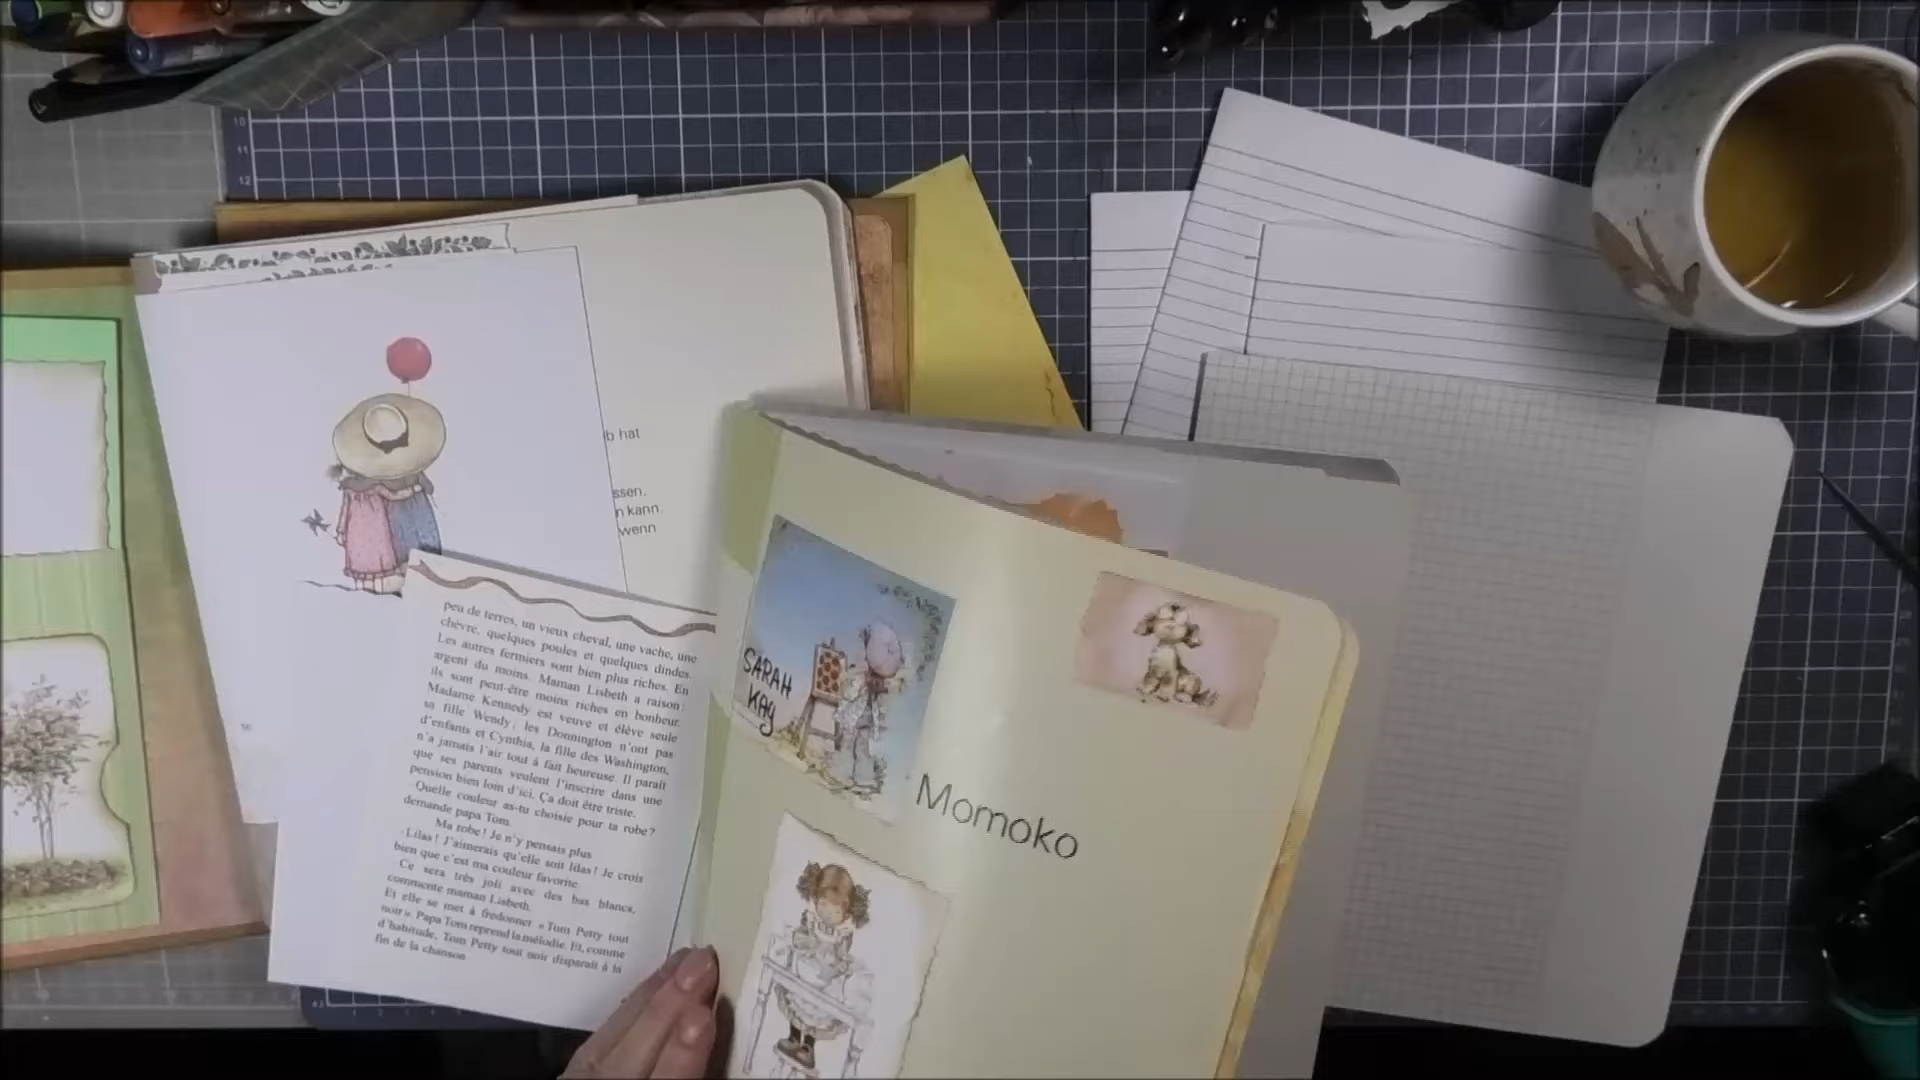 b hat
ssen.
n kann.
wenn
peu de terres, un vieux cheval, une vache, une
chèvre, quelques poules et quelques dindes.
Les autres fermiers sont bien plus riches. En
argent du moins. Maman Lisbeth a raison:
ils sont peut-être moins riches en bonheur.
Madame Kennedy est veuve et élève seule
sa fille Wendy, les Donnington n'ont pas
d'enfants et Cynthia, la fille des Washington,
n'a jamais l'air tout à fait heureuse. Il paraît
que ses parents veulent l'inscrire dans une
pension bien loin d'ici. Ça doit être triste.
Quelle couleur as-tu choisie pour ta robe?
demande papa Tom.
Ma robe! Je n'y pensais plus
Lilas! J'aimerais qu'elle soit lilas! Je crois
bien que c'est ma couleur favorite.
Ce sera très joli avec des bas blancs,
commente maman Lisbeth.
Et elle se met à fredonner «Tom Petty tout
noir». Papa Tom reprend la mélodie. Et, comme
d'habitude, Tom Petty tout noir disparaît à la
fin de la chanson
SARAH
KAY
Momoko
10
11
12